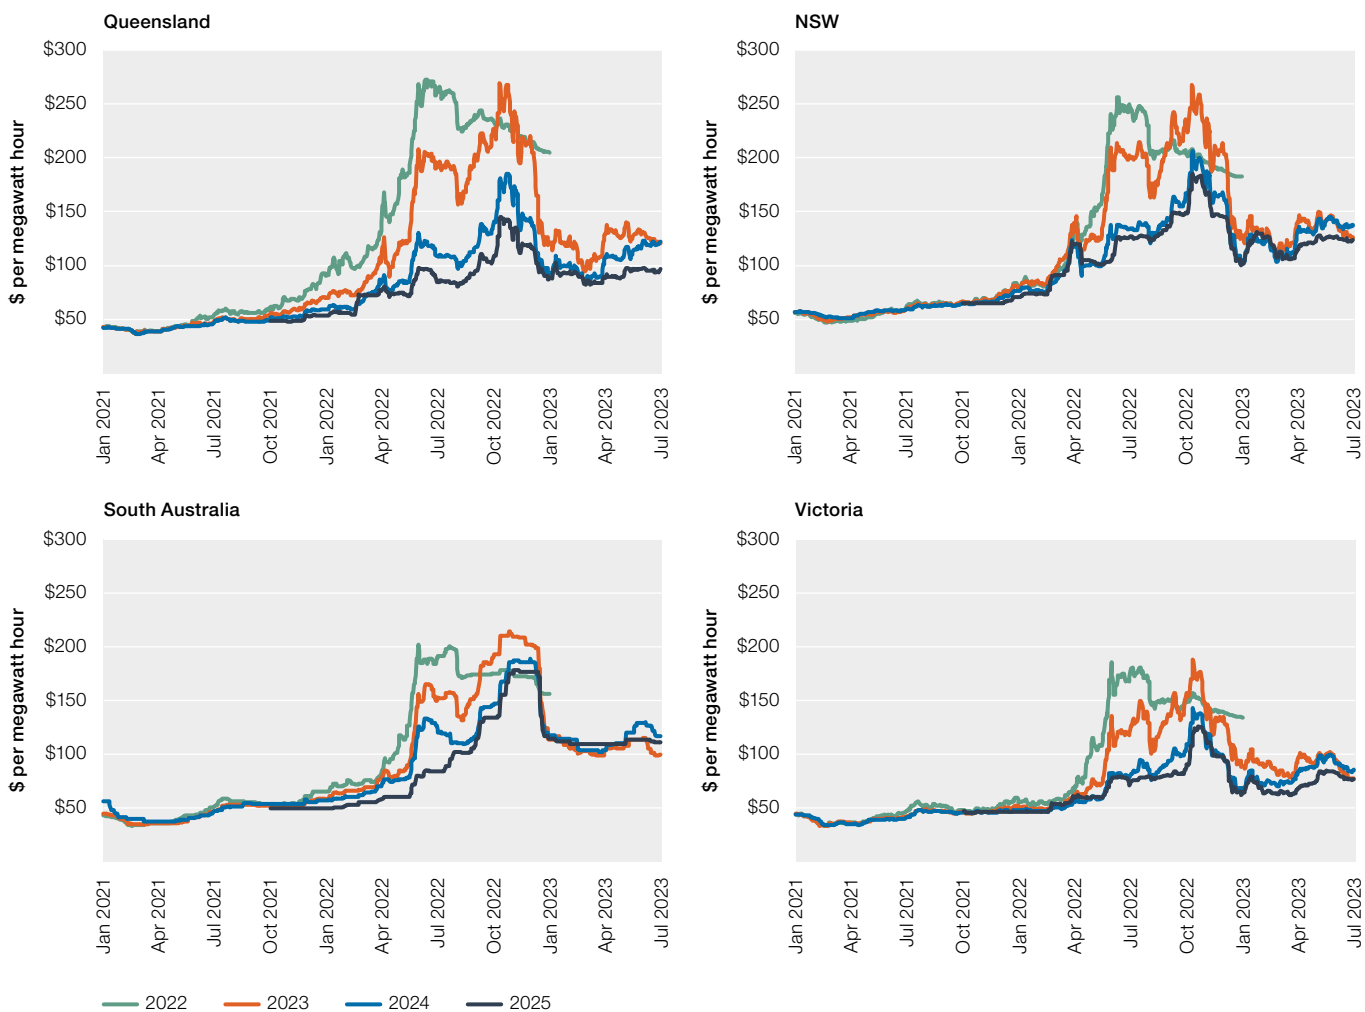 Queensland
$ per megawatt hour
$300
$250
$200
$150
$100
$50
Jan 2021
Apr 2021
Jul 2021
Oct 2021
Jan 2022
Apr 2022
Jul 2022
Oct 2022
Jan 2023
Apr 2023
Jul 2023
NSW
$ per megawatt hour
$300
$250
$200
$150
$100
$50
Jan 2021
Apr 2021
Jul 2021
Oct 2021
Jan 2022
Apr 2022
Jul 2022
Oct 2022
Jan 2023
Apr 2023
Jul 2023
South Australia
$ per megawatt hour
$300
$250
$200
$150
$100
$50
Jan 2021
Apr 2021
Jul 2021
Oct 2021
Jan 2022
Apr 2022
Jul 2022
Oct 2022
Jan 2023
Apr 2023
Jul 2023
Victoria
$ per megawatt hour
$300
$250
$200
$150
$100
$50
Jan 2021
Apr 2021
Jul 2021
Oct 2021
Jan 2022
Apr 2022
Jul 2022
Oct 2022
Jan 2023
Apr 2023
Jul 2023
2022 2023 2024 2025